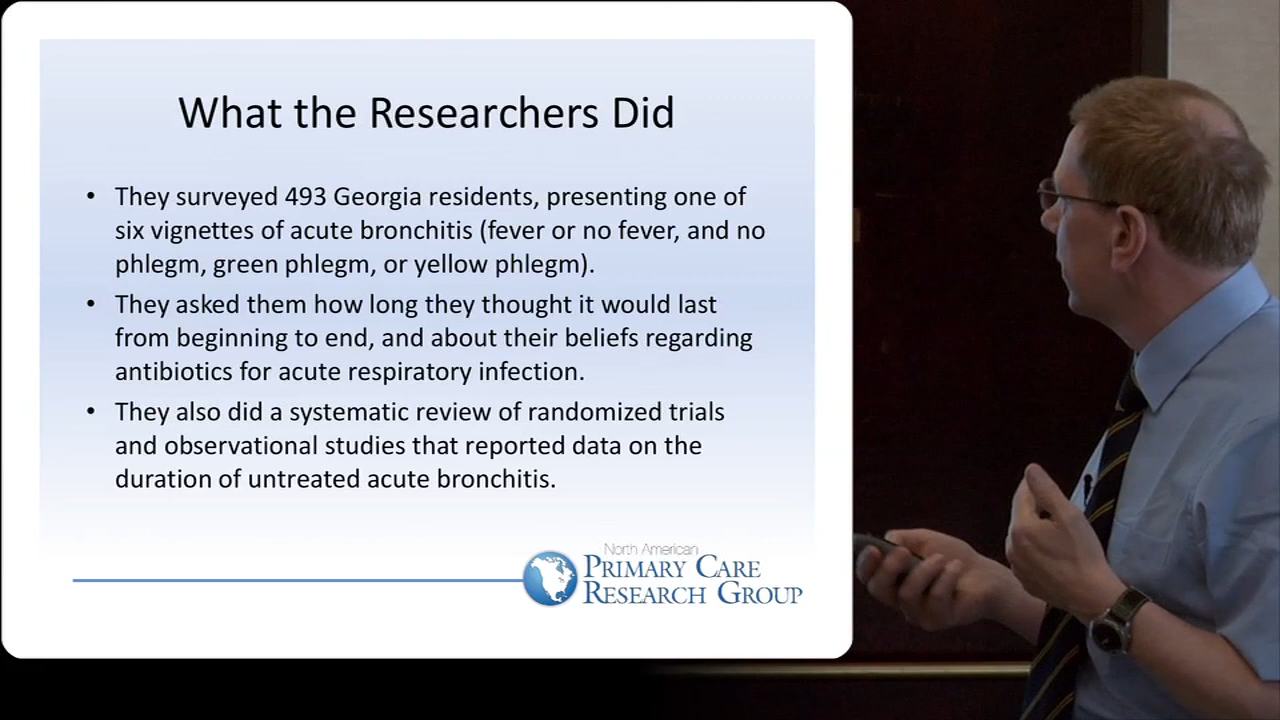 What the Researchers Did
• They surveyed 493 Georgia residents, presenting one of
six vignettes of acute bronchitis (fever or no fever, and no
phlegm, green phlegm, or yellow phlegm).
• They asked them how long they thought it would last
from beginning to end, and about their beliefs regarding
antibiotics for acute respiratory infection.
• They also did a systematic review of randomized trials
and observational studies that reported data on the
duration of untreated acute bronchitis.
North American
PRIMARY CARE
RESEARCH GROUP